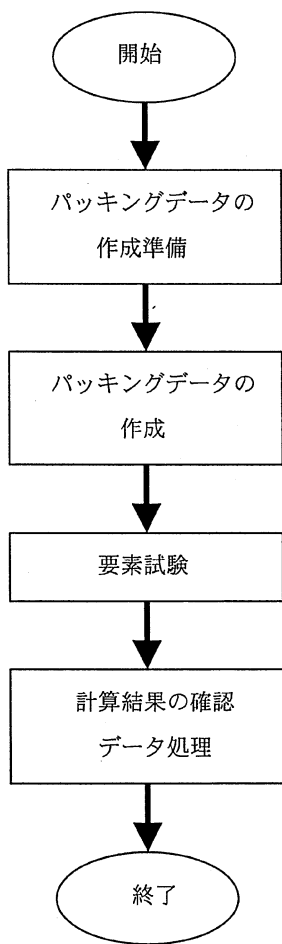 開始
パッキングデータの
作成準備
パッキングデータの
作成
要素試験
計算結果の確認
データ処理
終了